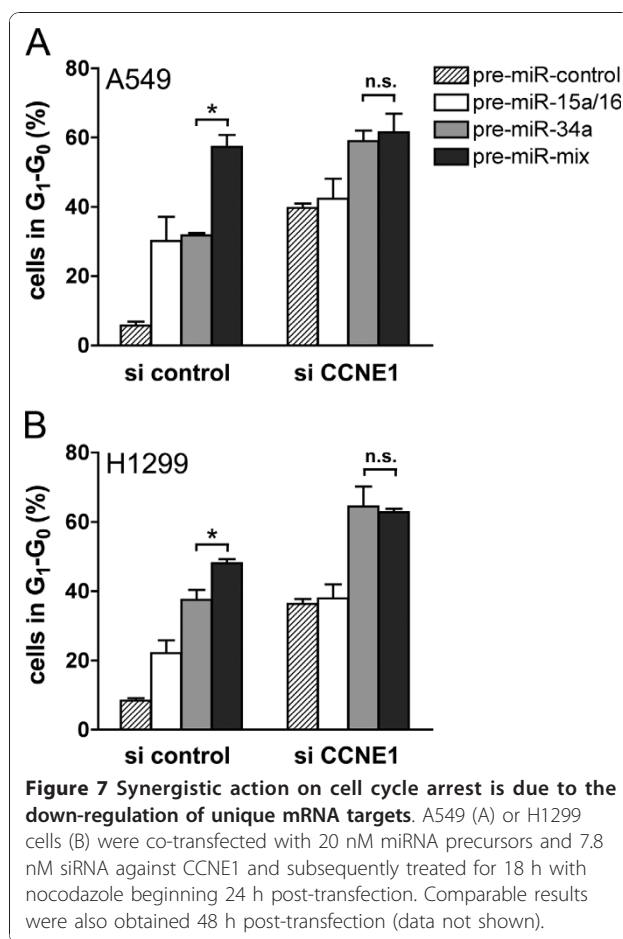 A
A549
80
60
40
20
0
cells in G₁-G₀ (%)
*
n.s.
si control
si CCNE1
pre-miR-control
pre-miR-15a/16
pre-miR-34a
pre-miR-mix
B
H1299
80
60
40
20
0
cells in G₁-G₀ (%)
*
n.s.
si control
si CCNE1
Figure 7 Synergistic action on cell cycle arrest is due to the
down-regulation of unique mRNA targets. A549 (A) or H1299
cells (B) were co-transfected with 20 nM miRNA precursors and 7.8
nM siRNA against CCNE1 and subsequently treated for 18 h with
nocodazole beginning 24 h post-transfection. Comparable results
were also obtained 48 h post-transfection (data not shown).